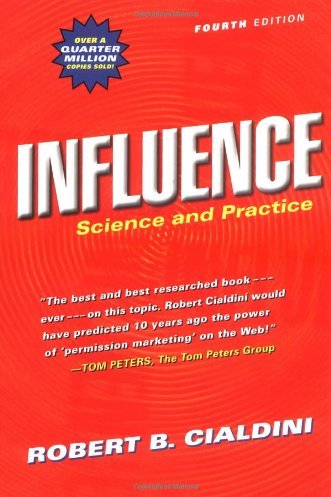 FOURTH EDITION
OVER A
QUARTER
MILLION
COPIES SOLD!
INFLUENCE
Science and Practice
"The best and best researched book ---
ever --- on this topic. Robert Cialdini would
have predicted 10 years ago the power
of 'permission marketing' on the Web!"
—TOM PETERS, The Tom Peters Group
ROBERT B. CIALDINI